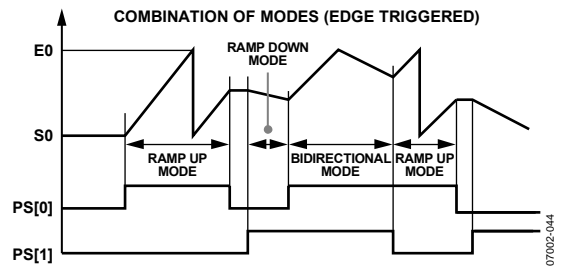 COMBINATION OF MODES (EDGE TRIGGERED)
E0
RAMP DOWN
MODE
S0
RAMP UP
MODE
BIDIRECTIONAL
MODE
RAMP UP
MODE
PS[0]
PS[1]
07002-044